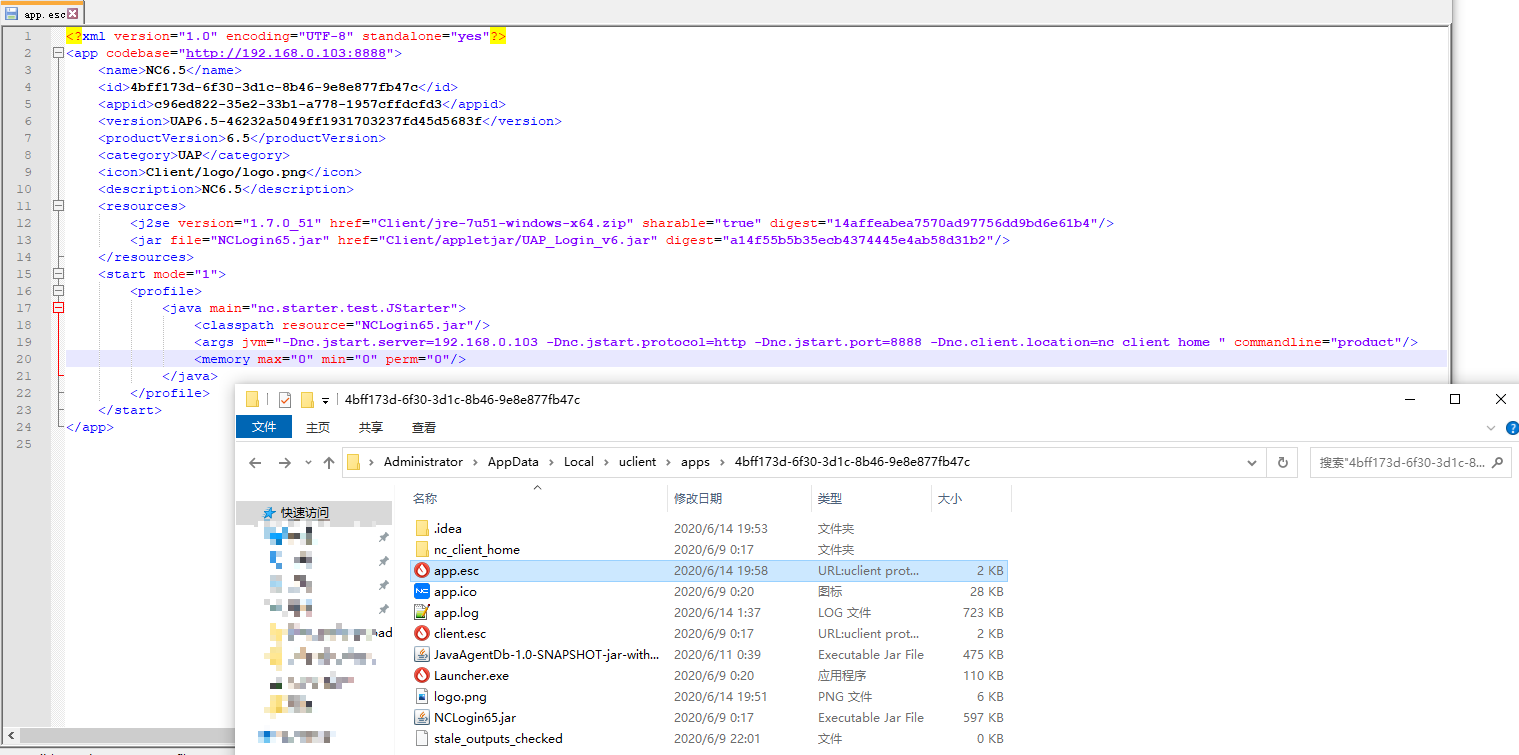 app.esc
1 <?xml version="1.0" encoding="UTF-8" standalone="yes"?>
2 <app codebase="http://192.168.0.103:8888">
3 <name>NC6.5</name>
4 <id>4bff173d-6f30-3d1c-8b46-9e8e877fb47c</id>
5 <appid>c96ed822-35e2-33b1-a778-1957cffdcfd3</appid>
6 <version>UAP6.5-46232a5049ff1931703237fd45d5683f</version>
7 <productVersion>6.5</productVersion>
8 <category>UAP</category>
9 <icon>Client/logo/logo.png</icon>
10 <description>NC6.5</description>
11 <resources>
12 <j2se version="1.7.0_51" href="Client/jre-7u51-windows-x64.zip" sharable="true" digest="14affeabea7570ad97756dd9bd6e61b4"/>
13 <jar file="NCLogin65.jar" href="Client/appletjar/UAP_Login_v6.jar" digest="a14f55b5b35ecb4374445e4ab58d31b2"/>
14 </resources>
15 <start mode="1">
16 <profile>
17 <java main="nc.starter.test.JStarter">
18 <classpath resource="NCLogin65.jar"/>
19 <args jvm="-Dnc.jstart.server=192.168.0.103 -Dnc.jstart.protocol=http -Dnc.jstart.port=8888 -Dnc.client.location=nc client home " commandline="product"/>
20 <memory max="0" min="0" perm="0"/>
21 </java>
22 </profile>
23 </start>
24 </app>
25
4bff173d-6f30-3d1c-8b46-9e8e877fb47c
文件 主页 共享 查看
Administrator > AppData > Local > uclient > apps > 4bff173d-6f30-3d1c-8b46-9e8e877fb47c 搜索"4bff173d-6f30-3d1c-8...
名称 修改日期 类型 大小
快速访问
.idea 2020/6/14 19:53 文件夹
nc_client_home 2020/6/9 0:17 文件夹
app.esc 2020/6/14 19:58 URL:uclient prot... 2 KB
app.ico 2020/6/9 0:20 图标 28 KB
app.log 2020/6/14 1:37 LOG 文件 723 KB
client.esc 2020/6/9 0:17 URL:uclient prot... 2 KB
JavaAgentDb-1.0-SNAPSHOT-jar-with... 2020/6/11 0:39 Executable Jar File 475 KB
Launcher.exe 2020/6/9 0:20 应用程序 110 KB
logo.png 2020/6/14 19:51 PNG 文件 6 KB
NCLogin65.jar 2020/6/9 0:17 Executable Jar File 597 KB
stale_outputs_checked 2020/6/9 22:01 文件 0 KB